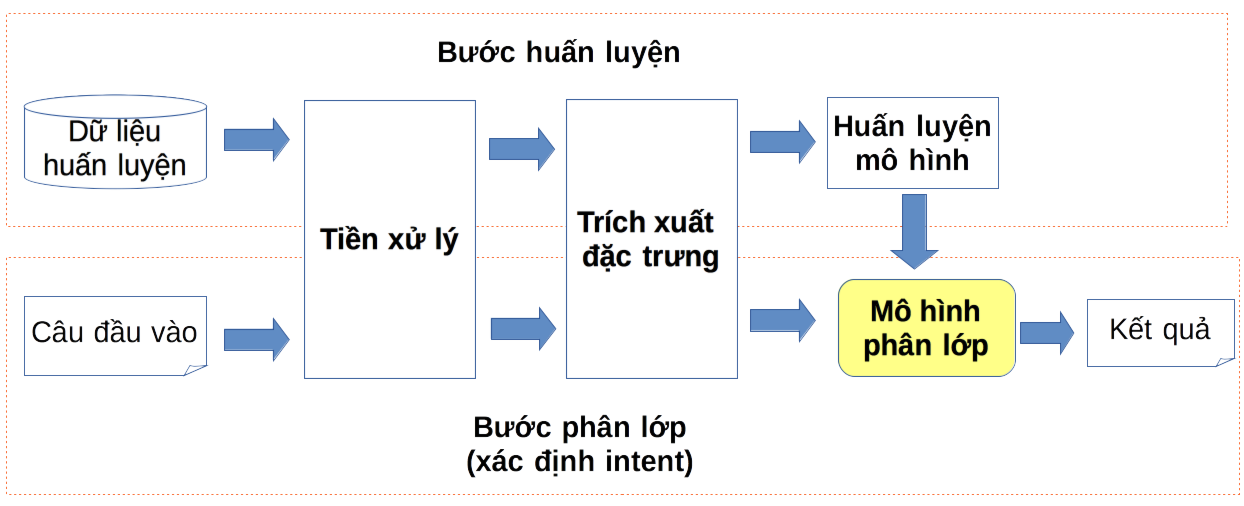 Bước huấn luyện
Dữ liệu
huấn luyện
Tiền xử lý
Trích xuất
đặc trưng
Huấn luyện
mô hình
Câu đầu vào
Mô hình
phân lớp
Kết quả
Bước phân lớp
(xác định intent)